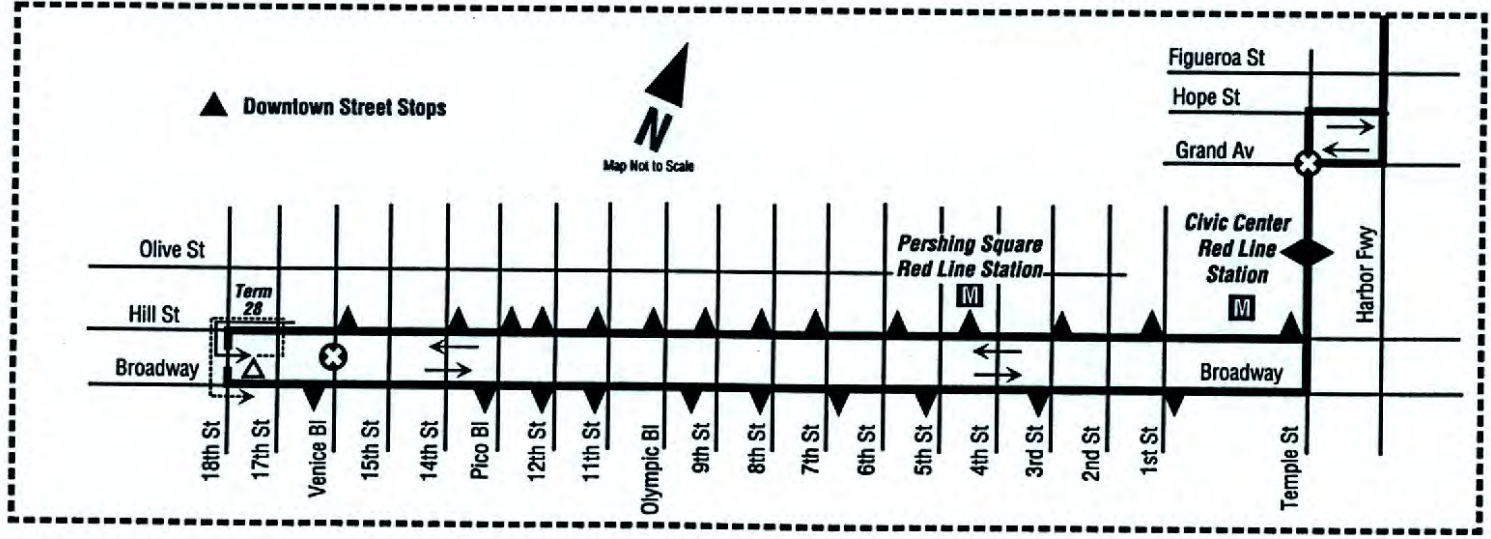 Figueroa St
Hope St
Grand Av
Downtown Street Stops
N
Map Not to Scale
Harbor Fwy
Civic Center
Red Line
Station
M
Pershing Square
Red Line Station
M
Olive St
Term
28
Hill St
Broadway
Broadway
18th St
17th St
Venice Bl
15th St
14th St
Pico Bl
12th St
11th St
Olympic Bl
9th St
8th St
7th St
6th St
5th St
4th St
3rd St
2nd St
1st St
Temple St